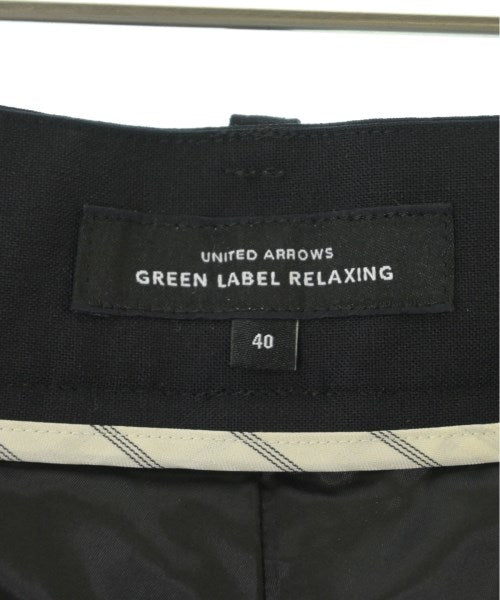 UNITED ARROWS
GREEN LABEL RELAXING
40